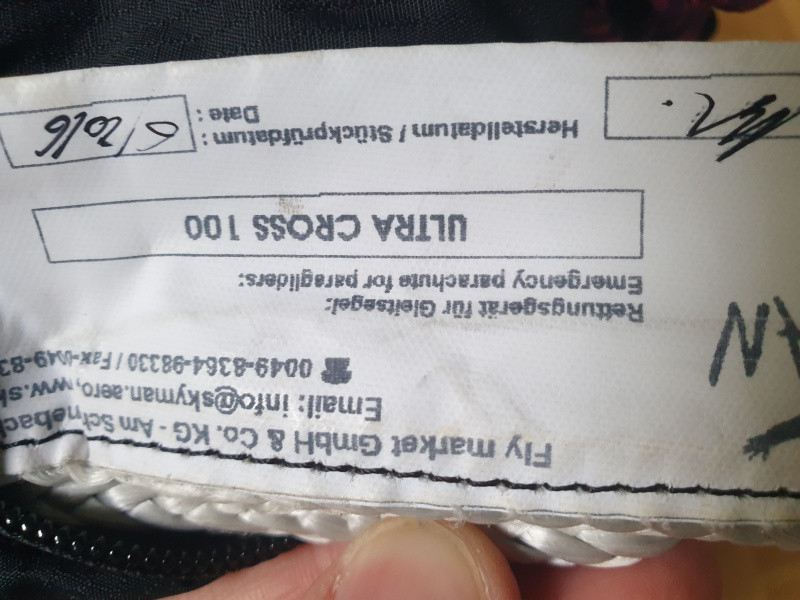 Fly market GmbH & Co. KG - Am
Email: info@skyman.aero, www.sk
☎ 0049-8364-98330 / Fax-0049-83
Rettungsgerät für Gleitsegel:
Emergency parachute for paragliders:
ULTRA CROSS 100
Herstelldatum / Stückprüfdatum : 6/2016
Date :